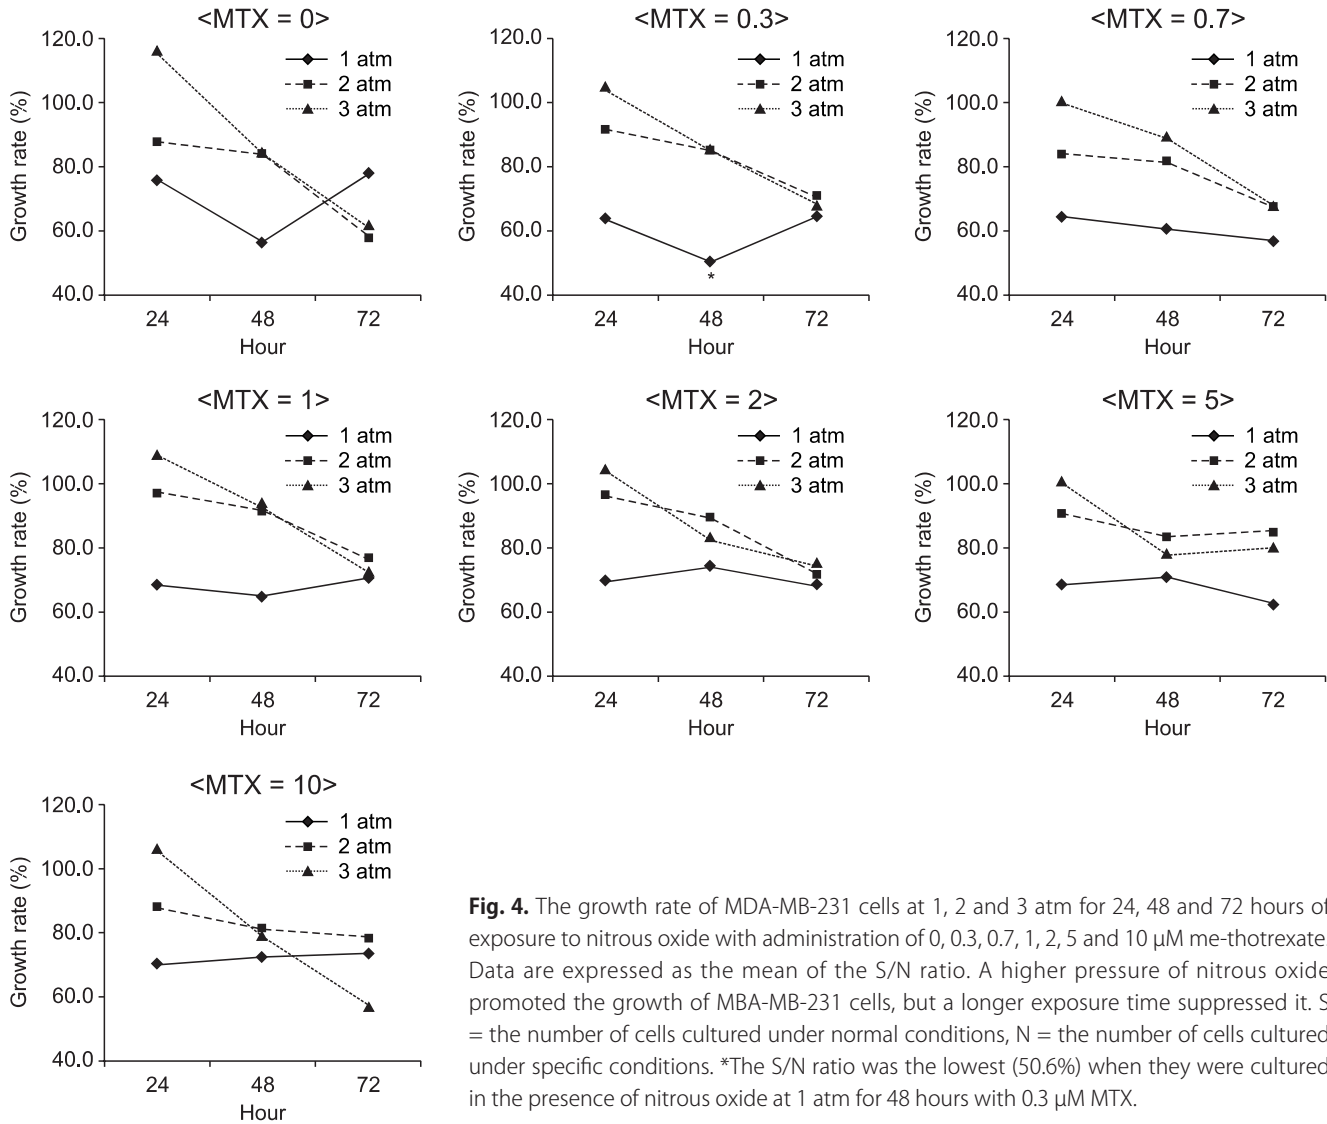 <MTX = 0>
120.0
100.0
80.0
60.0
40.0
Growth rate (%)
1 atm
2 atm
3 atm
24
48
72
Hour
<MTX = 0.3>
120.0
100.0
80.0
60.0
40.0
Growth rate (%)
1 atm
2 atm
3 atm
*
24
48
72
Hour
<MTX = 0.7>
120.0
100.0
80.0
60.0
40.0
Growth rate (%)
1 atm
2 atm
3 atm
24
48
72
Hour
<MTX = 1>
120.0
100.0
80.0
60.0
40.0
Growth rate (%)
1 atm
2 atm
3 atm
24
48
72
Hour
<MTX = 2>
120.0
100.0
80.0
60.0
40.0
Growth rate (%)
1 atm
2 atm
3 atm
24
48
72
Hour
<MTX = 5>
120.0
100.0
80.0
60.0
40.0
Growth rate (%)
1 atm
2 atm
3 atm
24
48
72
Hour
<MTX = 10>
120.0
100.0
80.0
60.0
40.0
Growth rate (%)
1 atm
2 atm
3 atm
24
48
72
Hour
Fig. 4. The growth rate of MDA-MB-231 cells at 1, 2 and 3 atm for 24, 48 and 72 hours of
exposure to nitrous oxide with administration of 0, 0.3, 0.7, 1, 2, 5 and 10 μM me-thotrexate
Data are expressed as the mean of the S/N ratio. A higher pressure of nitrous oxide
promoted the growth of MBA-MB-231 cells, but a longer exposure time suppressed it. S
= the number of cells cultured under normal conditions, N = the number of cells cultured
under specific conditions. *The S/N ratio was the lowest (50.6%) when they were cultured
in the presence of nitrous oxide at 1 atm for 48 hours with 0.3 μM MTX.